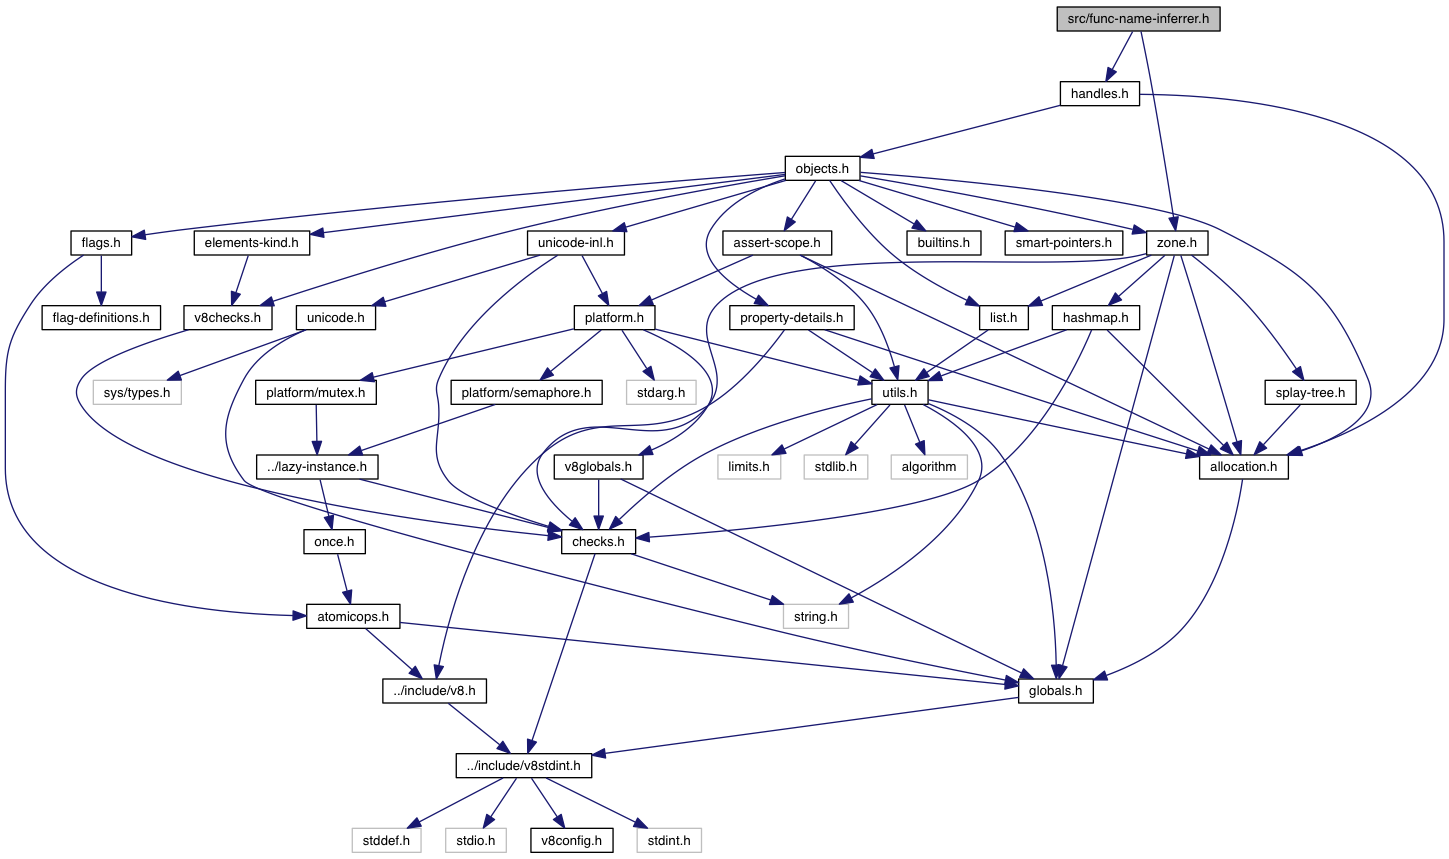 src/func-name-inferrer.h
handles.h
objects.h
flags.h
elements-kind.h
unicode-inl.h
assert-scope.h
builtins.h
smart-pointers.h
zone.h
flag-definitions.h
v8checks.h
unicode.h
platform.h
property-details.h
list.h
hashmap.h
sys/types.h
platform/mutex.h
platform/semaphore.h
stdarg.h
utils.h
splay-tree.h
../lazy-instance.h
v8globals.h
limits.h
stdlib.h
algorithm
allocation.h
once.h
checks.h
atomicops.h
string.h
../include/v8.h
globals.h
../include/v8stdint.h
stddef.h
stdio.h
v8config.h
stdint.h